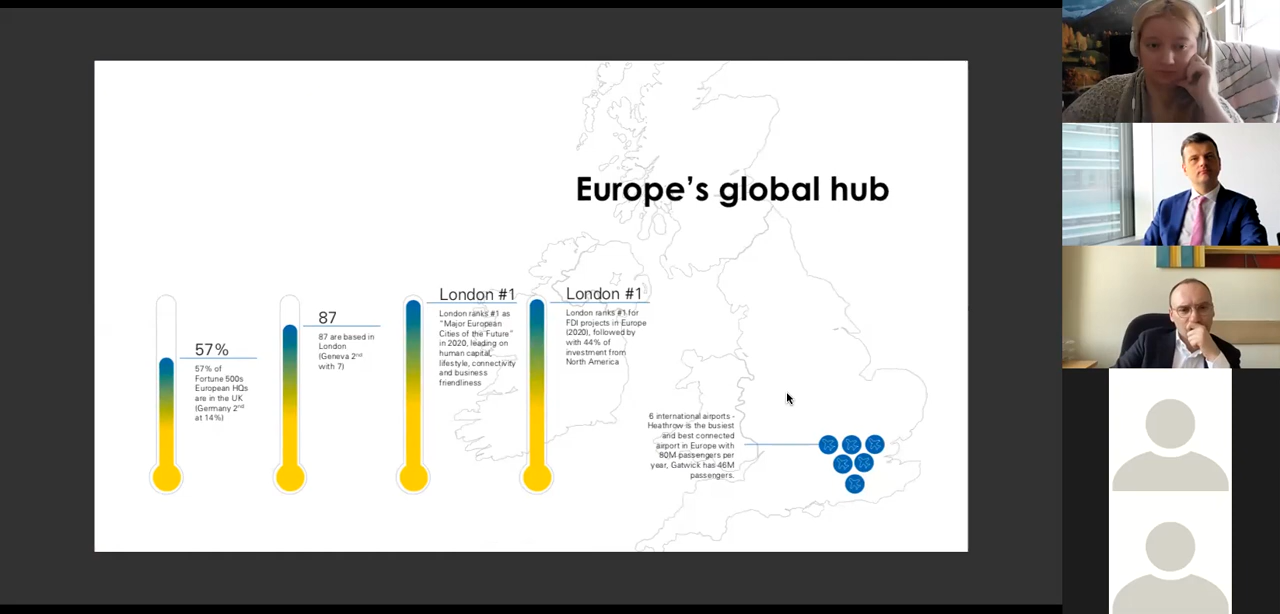 Europe's global hub
57%
57% of
Fortune 500s
European HQs
are in the UK
(Germany 2nd
at 14%)
87
87 are based in
London
(Geneva 2nd
with 7)
London #1
London ranks #1 as
"Major European
Cities of the Future"
in 2020, leading on
human capital,
lifestyle, connectivity
and business
friendliness
London #1
London ranks #1 for
FDI projects in Europe
(2020), followed by
with 44% of
investment from
North America
6 international airports -
Heathrow is the busiest
and best connected
airport in Europe with
80M passengers per
year, Gatwick has 46M
passengers.